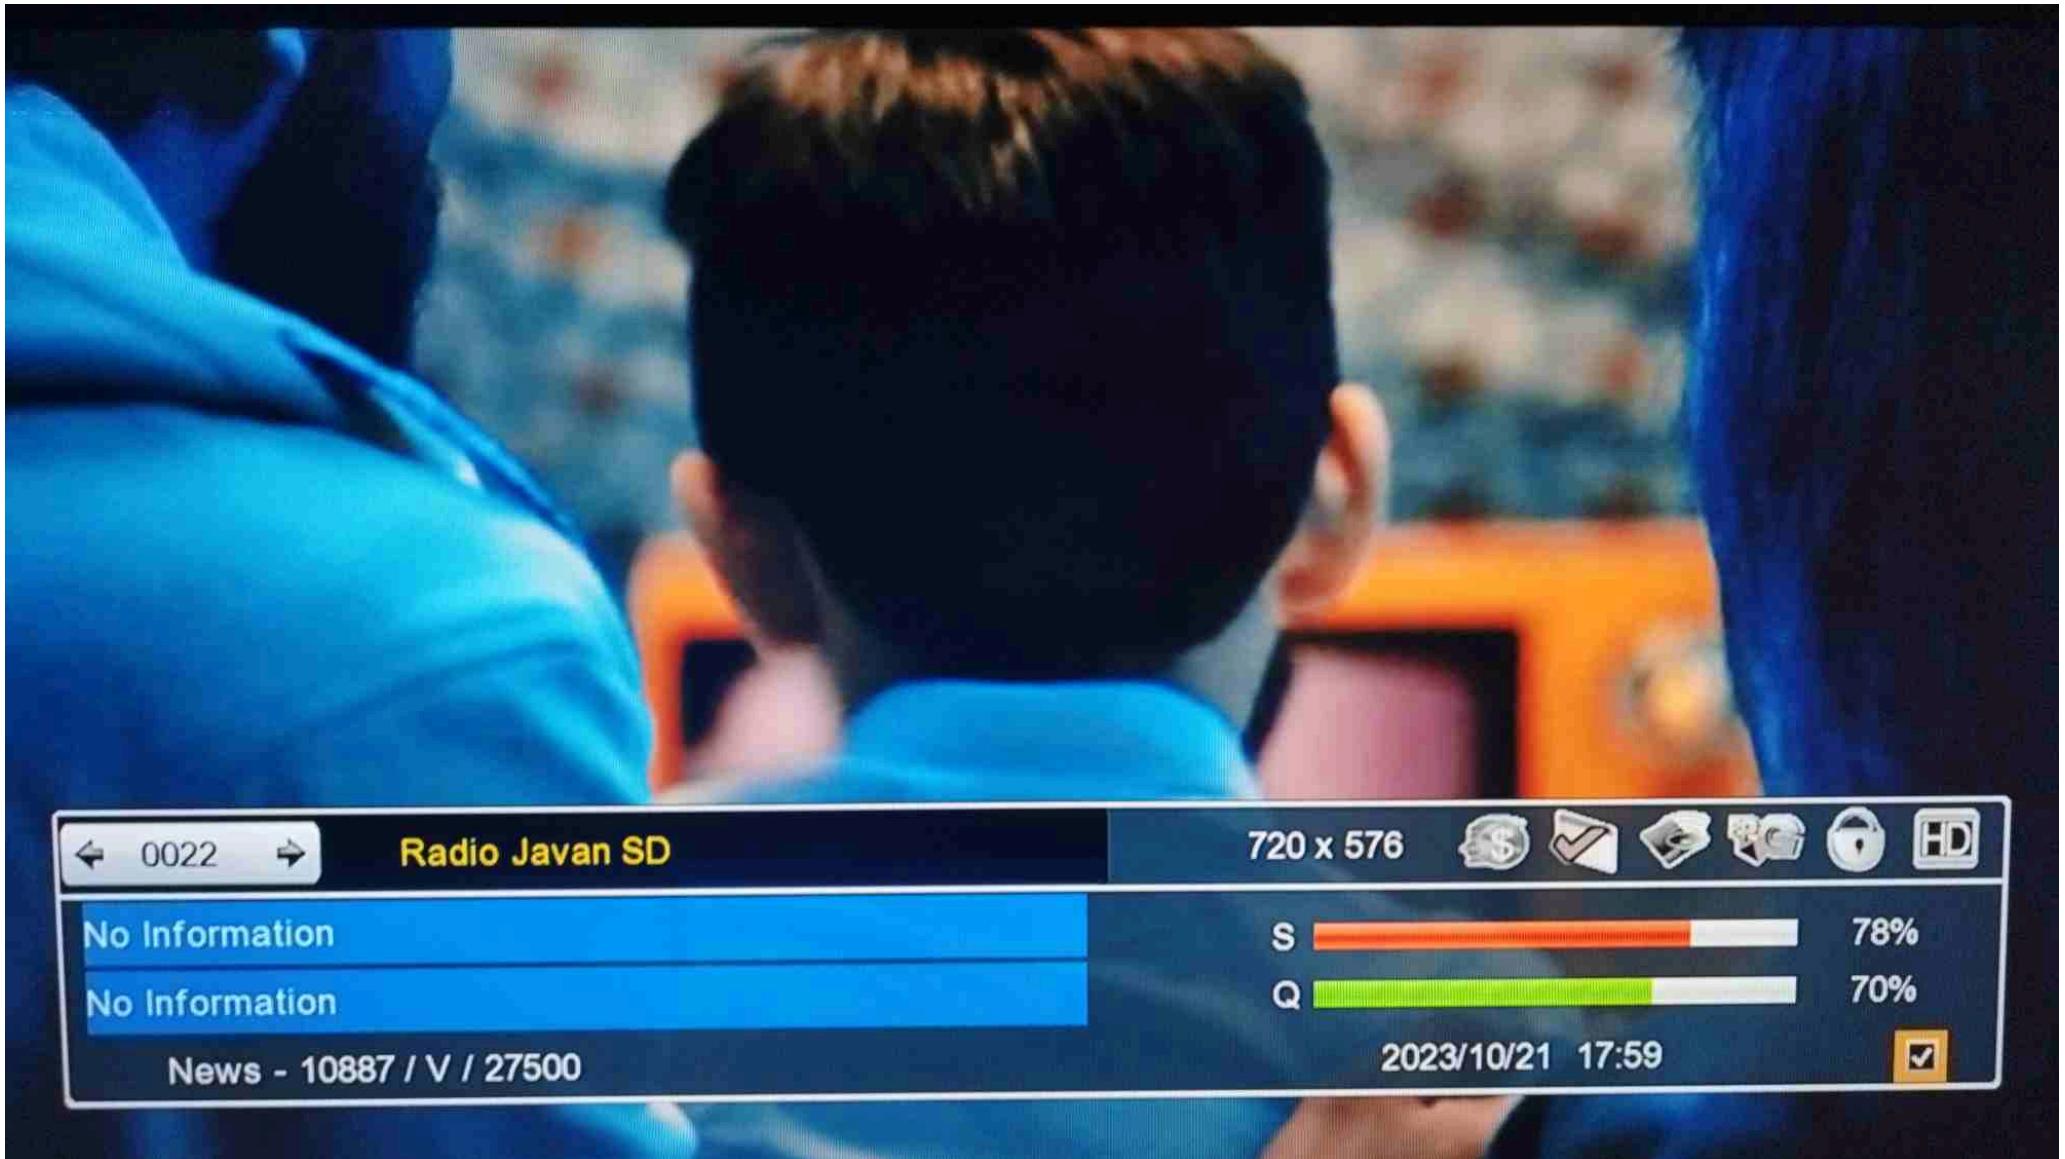 0022
Radio Javan SD
720 x 576
$
HD
No Information
S
78%
No Information
Q
70%
News - 10887 / V / 27500
2023/10/21 17:59